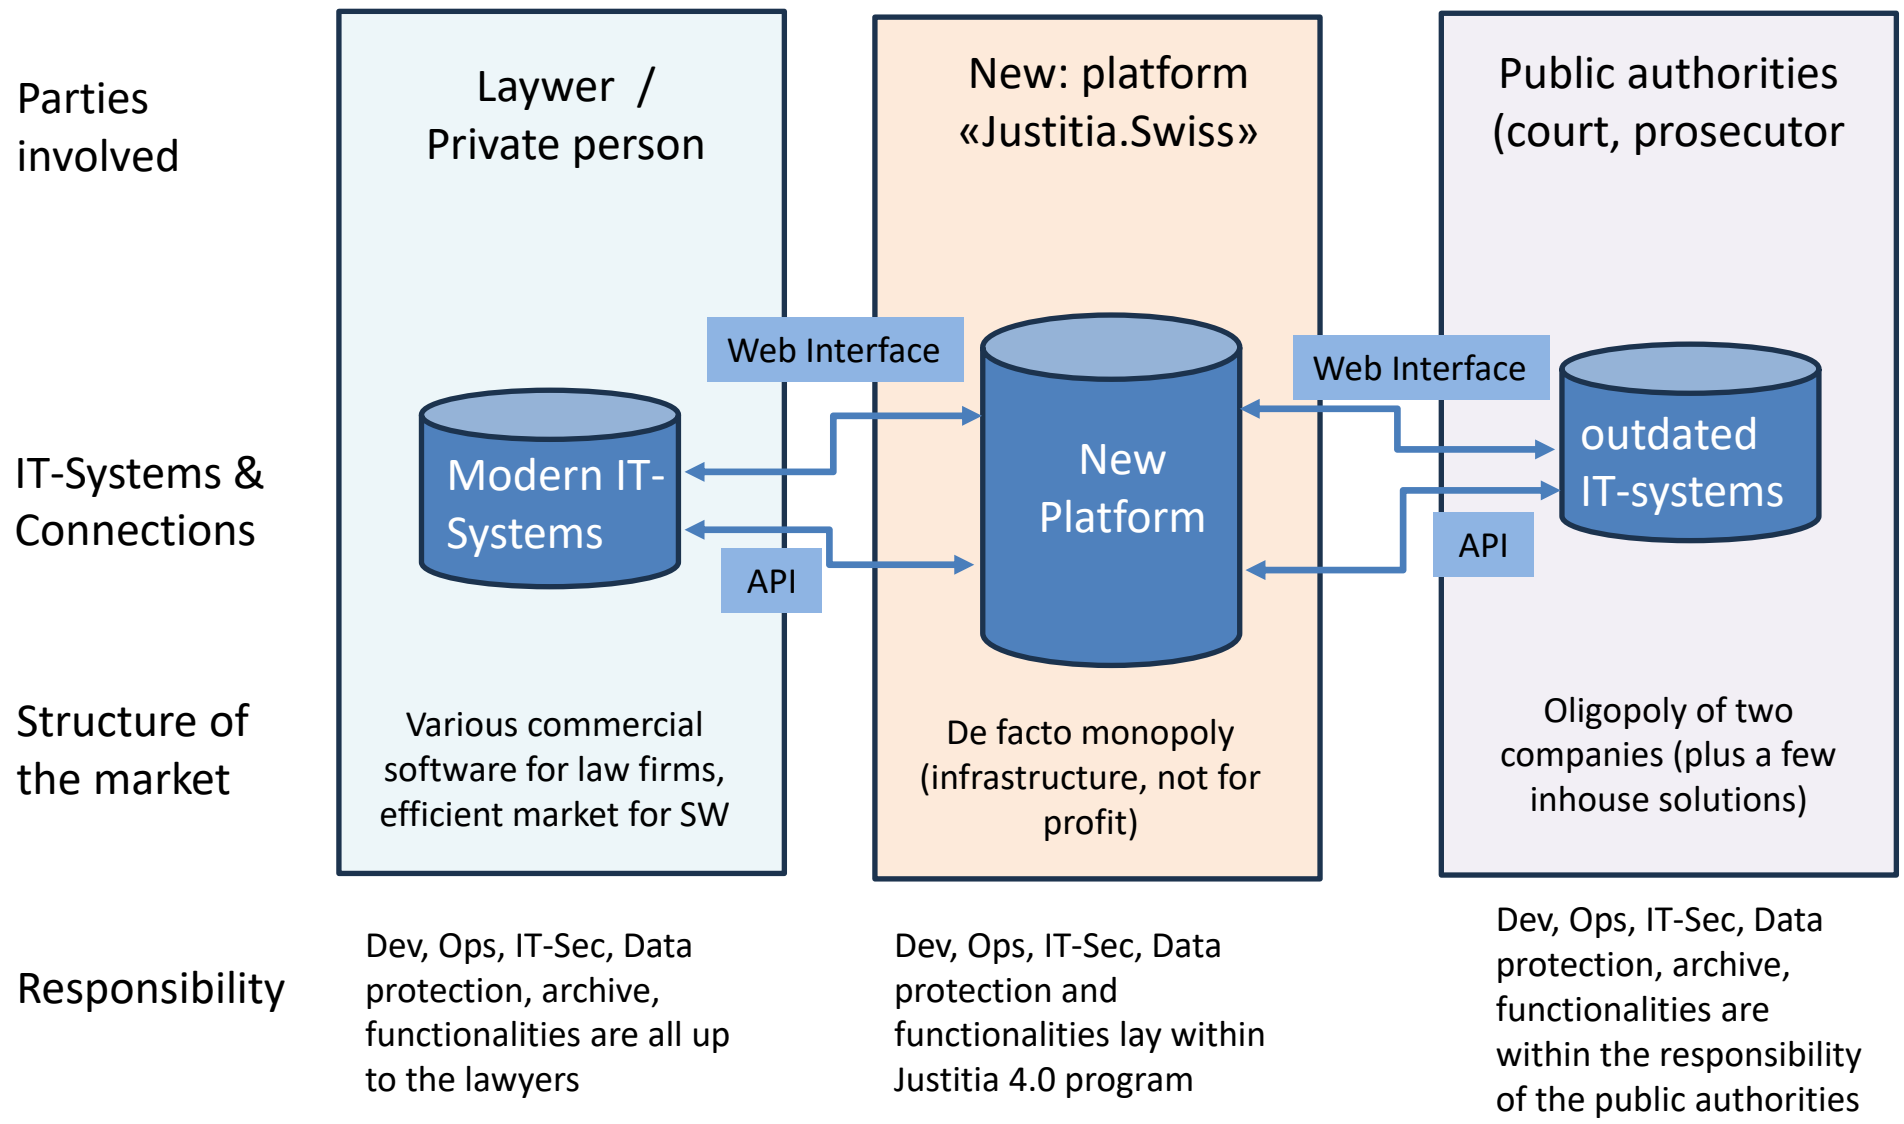 Parties
involved
Laywer /
Private person
New: platform
«Justitia.Swiss»
Public authorities
(court, prosecutor
IT-Systems &
Connections
Web Interface
Web Interface
Modern IT-
Systems
New
Platform
outdated
IT-systems
API
API
Structure of
the market
Various commercial
software for law firms,
efficient market for SW
De facto monopoly
(infrastructure, not for
profit)
Oligopoly of two
companies (plus a few
inhouse solutions)
Responsibility
Dev, Ops, IT-Sec, Data
protection, archive,
functionalities are all up
to the lawyers
Dev, Ops, IT-Sec, Data
protection and
functionalities lay within
Justitia 4.0 program
Dev, Ops, IT-Sec, Data
protection, archive,
functionalities are
within the responsibility
of the public authorities